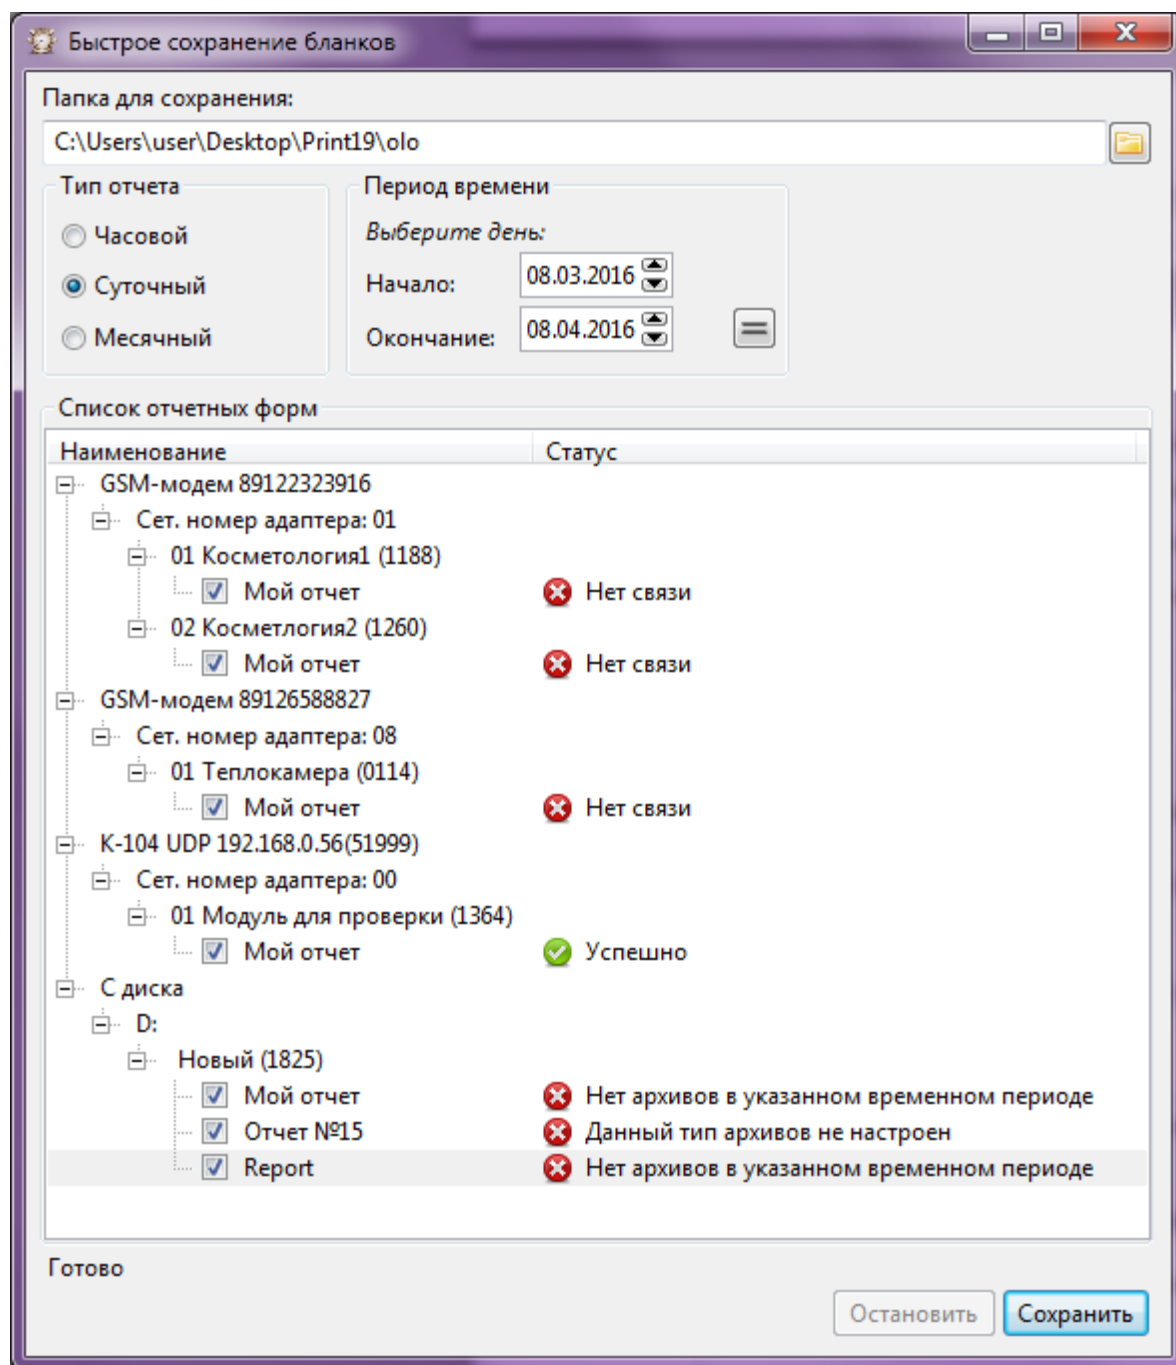 Быстрое сохранение бланков
Папка для сохранения:
C:\Users\user\Desktop\Print19\olo
Тип отчета
Период времени
Часовой
Выберите день:
Суточный
Начало: 08.03.2016
Месячный
Окончание: 08.04.2016
Список отчетных форм
Наименование Статус
GSM-модем 89122323916
Сет. номер адаптера: 01
01 Косметология1 (1188)
Мой отчет Нет связи
02 Косметлогия2 (1260)
Мой отчет Нет связи
GSM-модем 89126588827
Сет. номер адаптера: 08
01 Теплокамера (0114)
Мой отчет Нет связи
К-104 UDP 192.168.0.56(51999)
Сет. номер адаптера: 00
01 Модуль для проверки (1364)
Мой отчет Успешно
С диска
D:
Новый (1825)
Мой отчет Нет архивов в указанном временном периоде
Отчет №15 Данный тип архивов не настроен
Report Нет архивов в указанном временном периоде
Готово
Остановить Сохранить